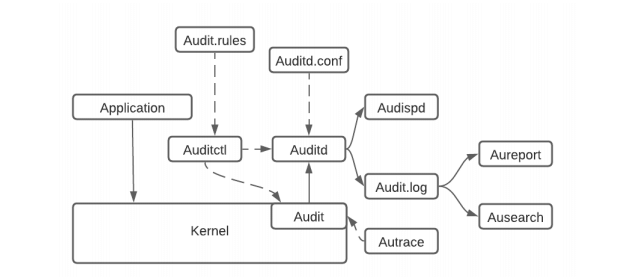 Audit.rules
Auditd.conf
Application
Audispd
Auditctl
Auditd
Aureport
Audit.log
Audit
Ausearch
Kernel
Autrace